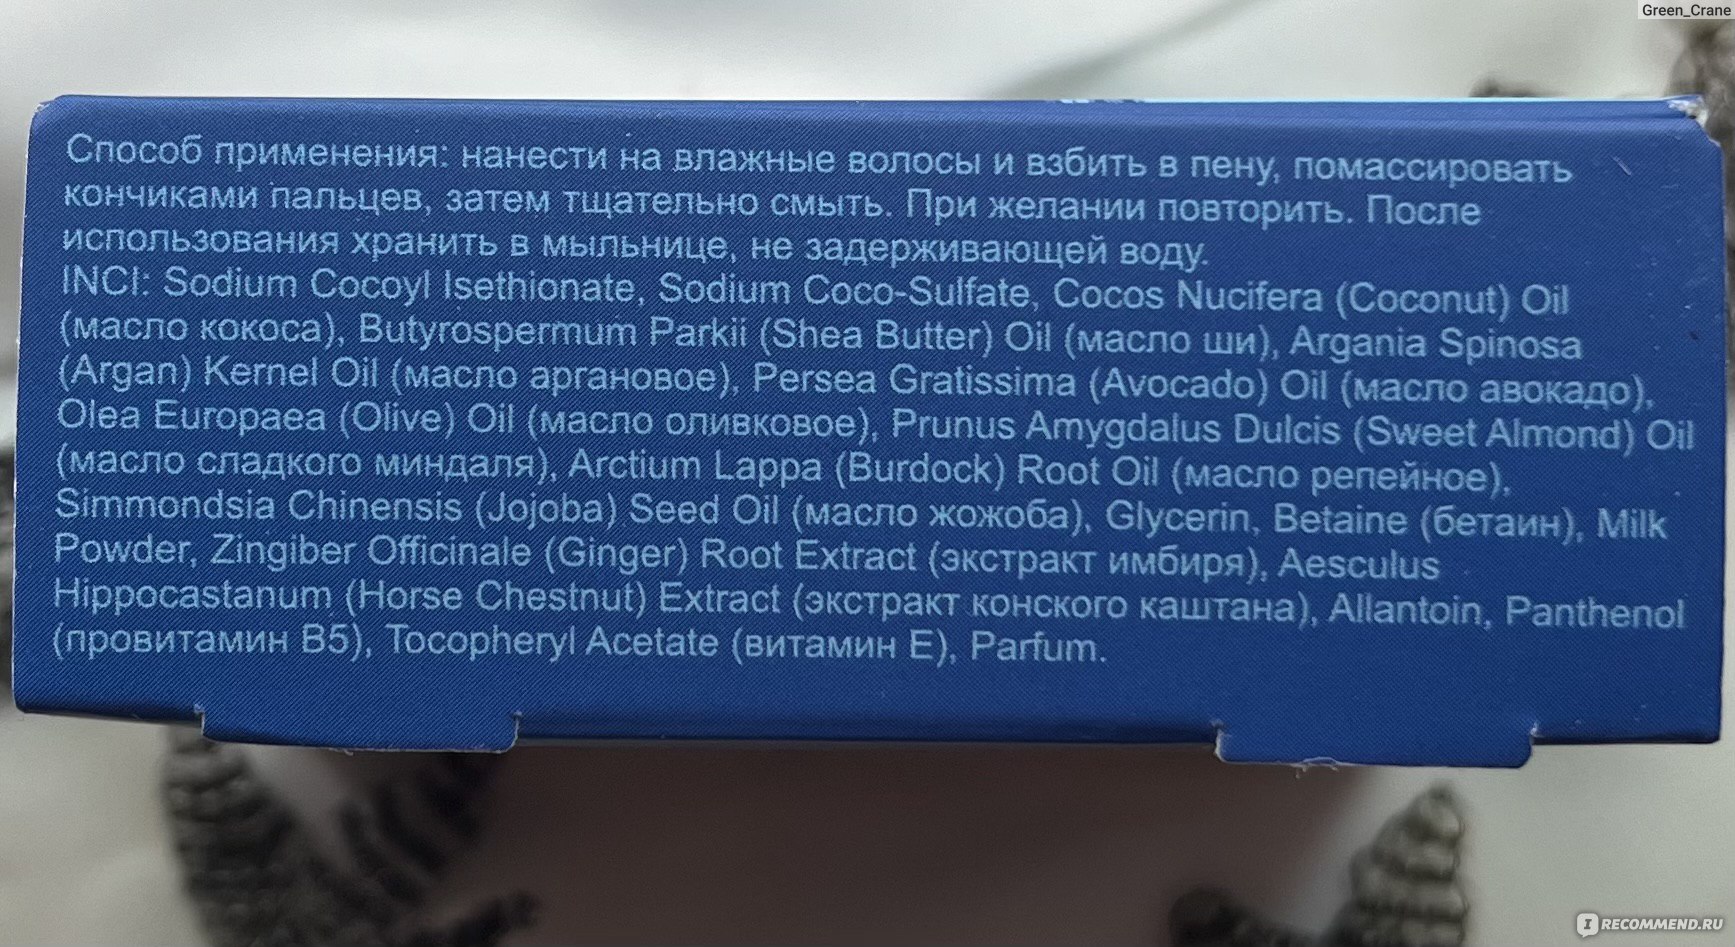 Green_Crane
Способ применения: нанести на влажные волосы и взбить в пену, помассировать
кончиками пальцев, затем тщательно смыть. При желании повторить. После
использования хранить в мыльнице, не задерживающей воду.
INCI: Sodium Cocoyl Isethionate, Sodium Coco-Sulfate, Cocos Nucifera (Coconut) Oil
(масло кокоса), Butyrospermum Parkii (Shea Butter) Oil (масло ши), Argania Spinosa
(Argan) Kernel Oil (масло аргановое), Persea Gratissima (Avocado) Oil (масло авокадо),
Olea Europaea (Olive) Oil (масло оливковое), Prunus Amygdalus Dulcis (Sweet Almond) Oil
(масло сладкого миндаля), Arctium Lappa (Burdock) Root Oil (масло репейное),
Simmondsia Chinensis (Jojoba) Seed Oil (масло жожоба), Glycerin, Betaine (бетаин), Milk
Powder, Zingiber Officinale (Ginger) Root Extract (экстракт имбиря), Aesculus
Hippocastanum (Horse Chestnut) Extract (экстракт конского каштана), Allantoin, Panthenol
(провитамин B5), Tocopheryl Acetate (витамин Е), Parfum.
IRECOMMEND.RU